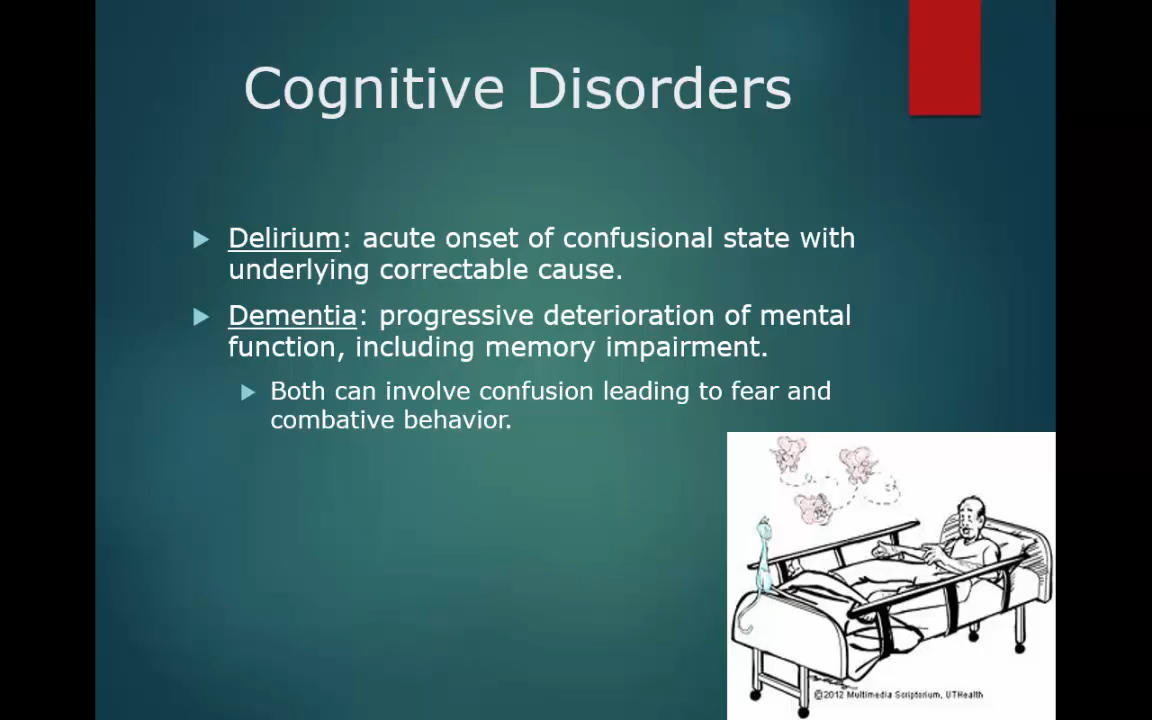 Cognitive Disorders
Delirium: acute onset of confusional state with
underlying correctable cause.
Dementia: progressive deterioration of mental
function, including memory impairment.
Both can involve confusion leading to fear and
combative behavior.
©2012 Multimedia Scriptorium, UTHealth